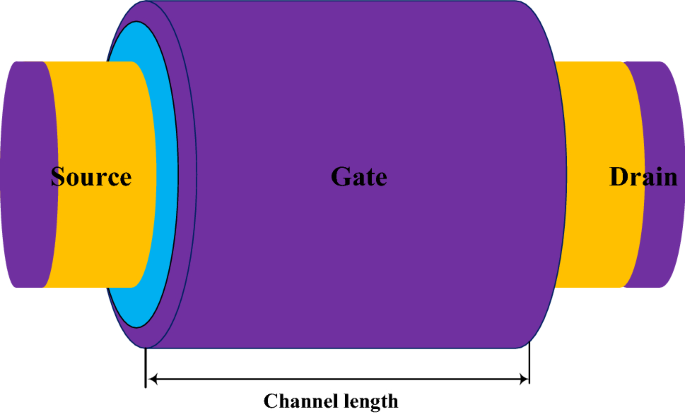 Source
Gate
Drain
Channel length